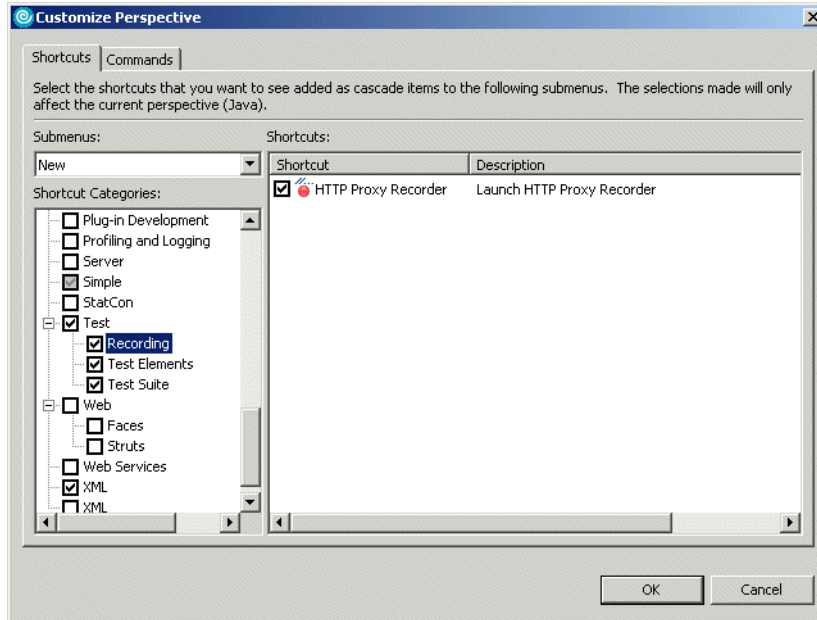 Customize Perspective
Shortcuts
Commands
Select the shortcuts that you want to see added as cascade items to the following submenus.  The selections made will only
affect the current perspective (Java).
Submenus:
New
Shortcut Categories:
Plug-in Development
Profiling and Logging
Server
Simple
StatCon
Test
Recording
Test Elements
Test Suite
Web
Faces
Struts
Web Services
XML
XML
Shortcuts:
Shortcut
Description
HTTP Proxy Recorder
Launch HTTP Proxy Recorder
OK
Cancel